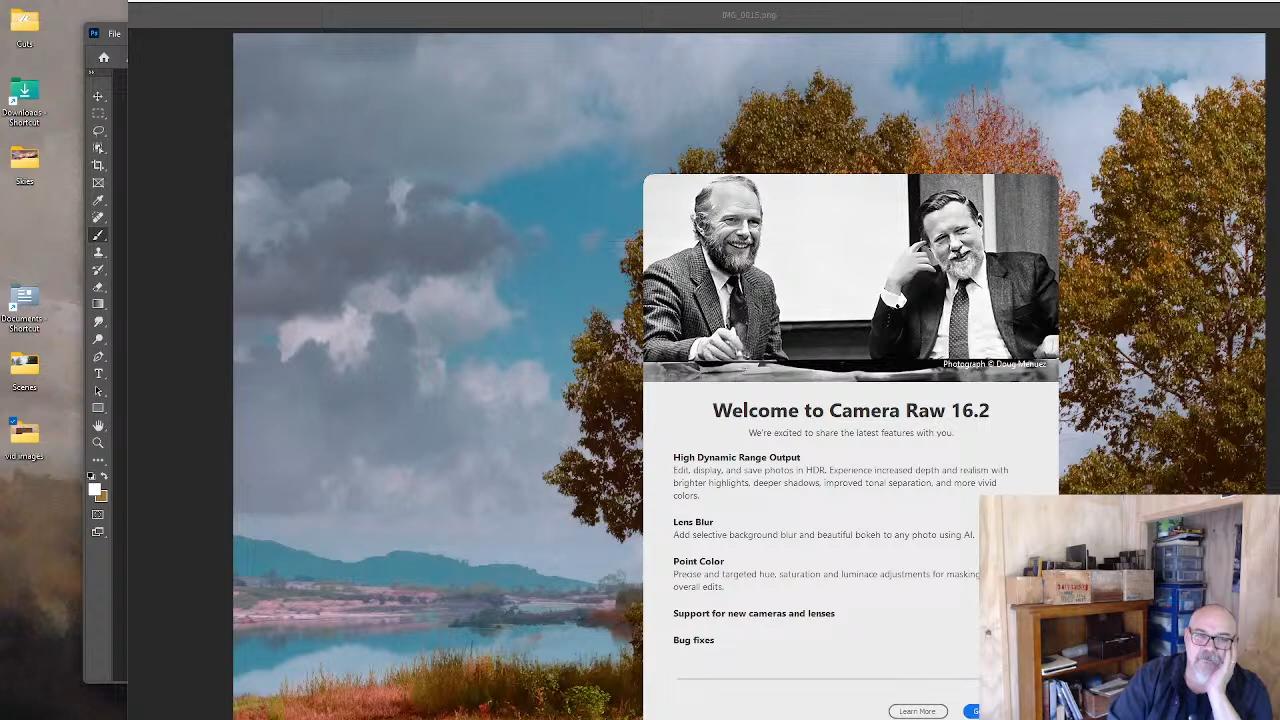 IMG_0015.png
Cuts
Ps
File
Downloads -
Shortcut
Skies
Documents -
Shortcut
Scenes
vid images
Photograph © Doug Menuez
Welcome to Camera Raw 16.2
We're excited to share the latest features with you.
High Dynamic Range Output
Edit, display, and save photos in HDR. Experience increased depth and realism with
brighter highlights, deeper shadows, improved tonal separation, and more vivid
colors.
Lens Blur
Add selective background blur and beautiful bokeh to any photo using AI.
Point Color
Precise and targeted hue, saturation and luminace adjustments for masking
overall edits.
Support for new cameras and lenses
Bug fixes
Learn More